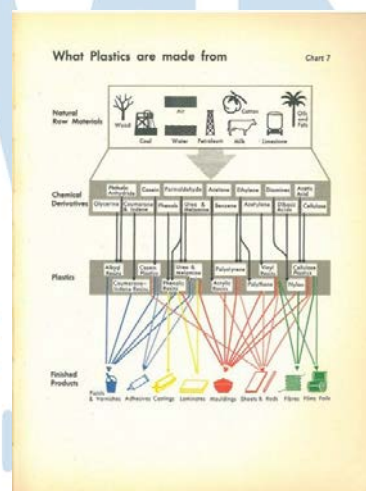 What Plastics are made from
Chart 7
Natural
Raw Materials
Wood
Coal
Air
Water
Petroleum
Cotton
Milk
Limestone
Oils
and
Fats
Chemical
Derivatives
Phthalic
Anhydride
Casein
Formaldehyde
Acetone
Ethylene
Diamines
Acetic
Acid
Glycerine
Coumarone
& Indene
Phenols
Urea &
Melamine
Benzene
Acetylene
Dibasic
Acids
Cellulose
Plastics
Alkyd
Resins
Casein
Plastics
Urea &
Melamine
Polystyrene
Vinyl
Resins
Cellulose
Plastics
Coumarone-
Indene Resins
Phenolic
Resins
Acrylic
Resins
Polythene
Nylon
Finished
Products
Paints
& Varnishes
Adhesives
Castings
Laminates
Mouldings
Sheets & Rods
Fibres
Films Foils